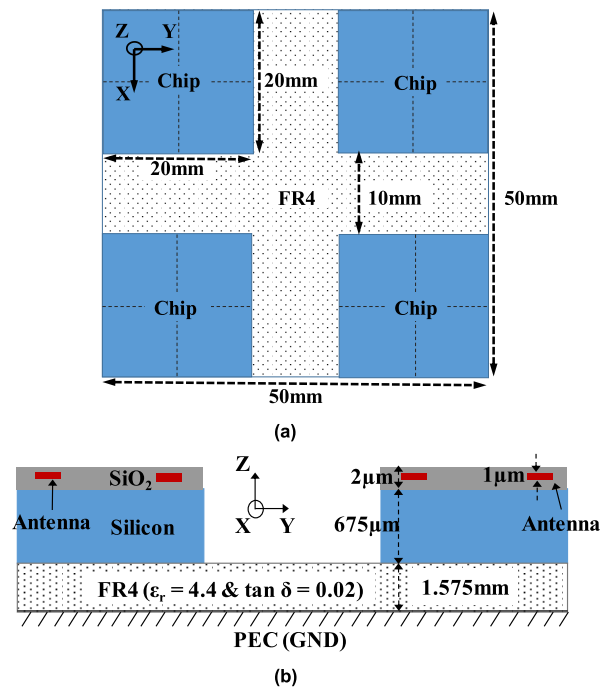 Z
Y
X
Chip
20mm
Chip
20mm
FR4
10mm
50mm
Chip
Chip
50mm
(a)
SiO2
Z
2μm
1μm
Antenna
Silicon
X
Y
675μm
Antenna
FR4 (εr = 4.4 & tan δ = 0.02)
1.575mm
PEC (GND)
(b)